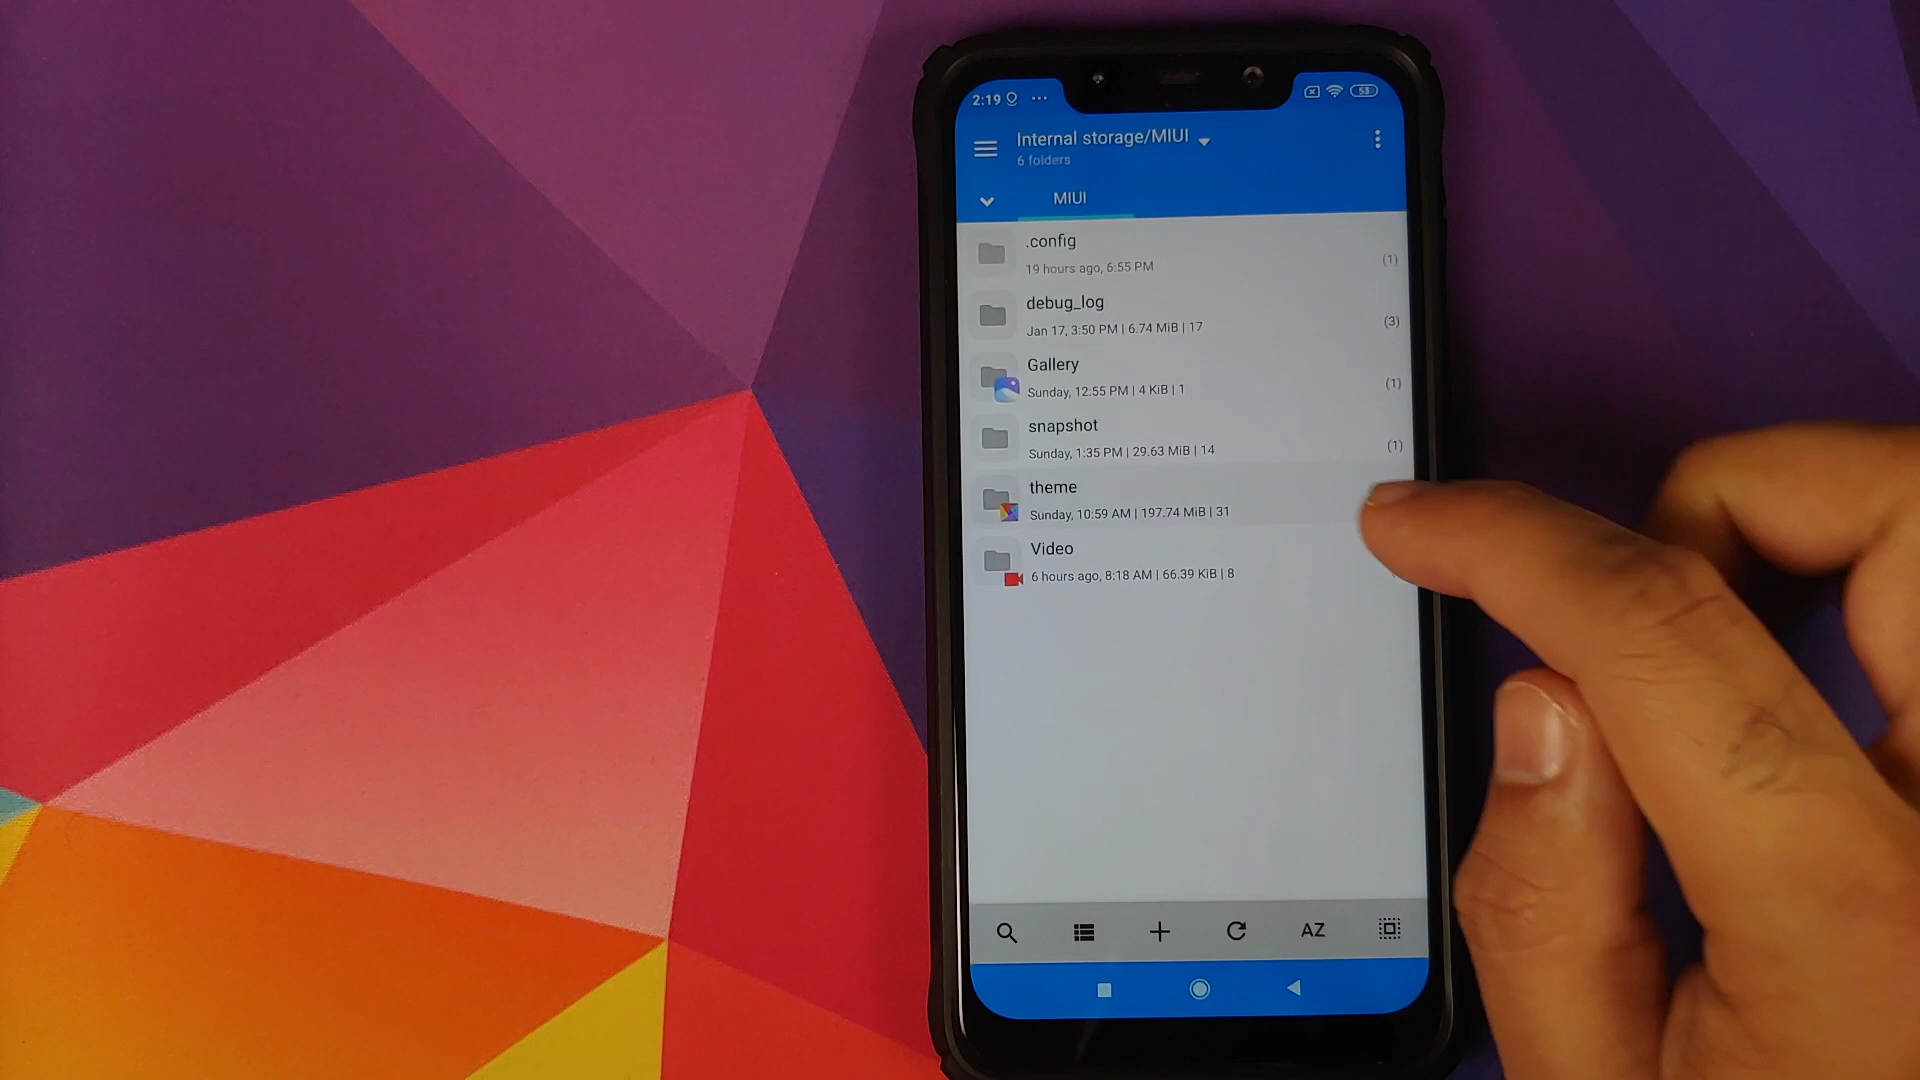 2:19
53
Internal storage/MIUI
6 folders
MIUI
.config
19 hours ago, 6:55 PM
(1)
debug_log
Jan 17, 3:50 PM | 6.74 MiB | 17
(3)
Gallery
Sunday, 12:55 PM | 4 KiB | 1
(1)
snapshot
Sunday, 1:35 PM | 29.63 MiB | 14
(1)
theme
Sunday, 10:59 AM | 197.74 MiB | 31
Video
6 hours ago, 8:18 AM | 66.39 KiB | 8
AZ